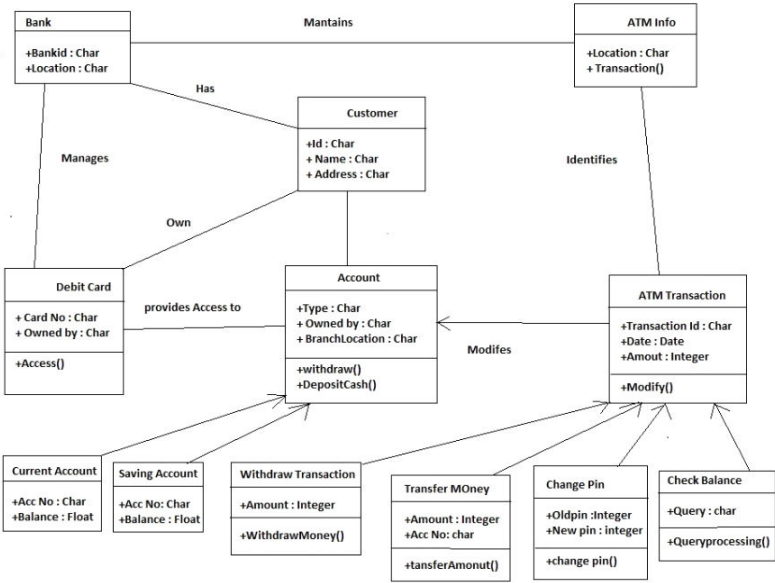 Bank
+Bankid : Char
+Location : Char
Mantains
ATM Info
+Location : Char
+ Transaction()
Has
Customer
+Id : Char
+ Name : Char
+ Address : Char
Manages
Identifies
Own
Debit Card
+ Card No : Char
+ Owned by : Char
+Access()
provides Access to
Account
+Type : Char
+ Owned by : Char
+ BranchLocation : Char
+withdraw()
+DepositCash()
Modifes
ATM Transaction
+Transaction Id : Char
+Date : Date
+Amout : Integer
+Modify()
Current Account
+Acc No : Char
+Balance : Float
Saving Account
+Acc No: Char
+Balance : Float
Withdraw Transaction
+Amount : Integer
+WithdrawMoney()
Transfer MOney
+Amount : Integer
+Acc No: char
+tansferAmonut()
Change Pin
+Oldpin :Integer
+New pin : integer
+change pin()
Check Balance
+Query : char
+Queryprocessing()